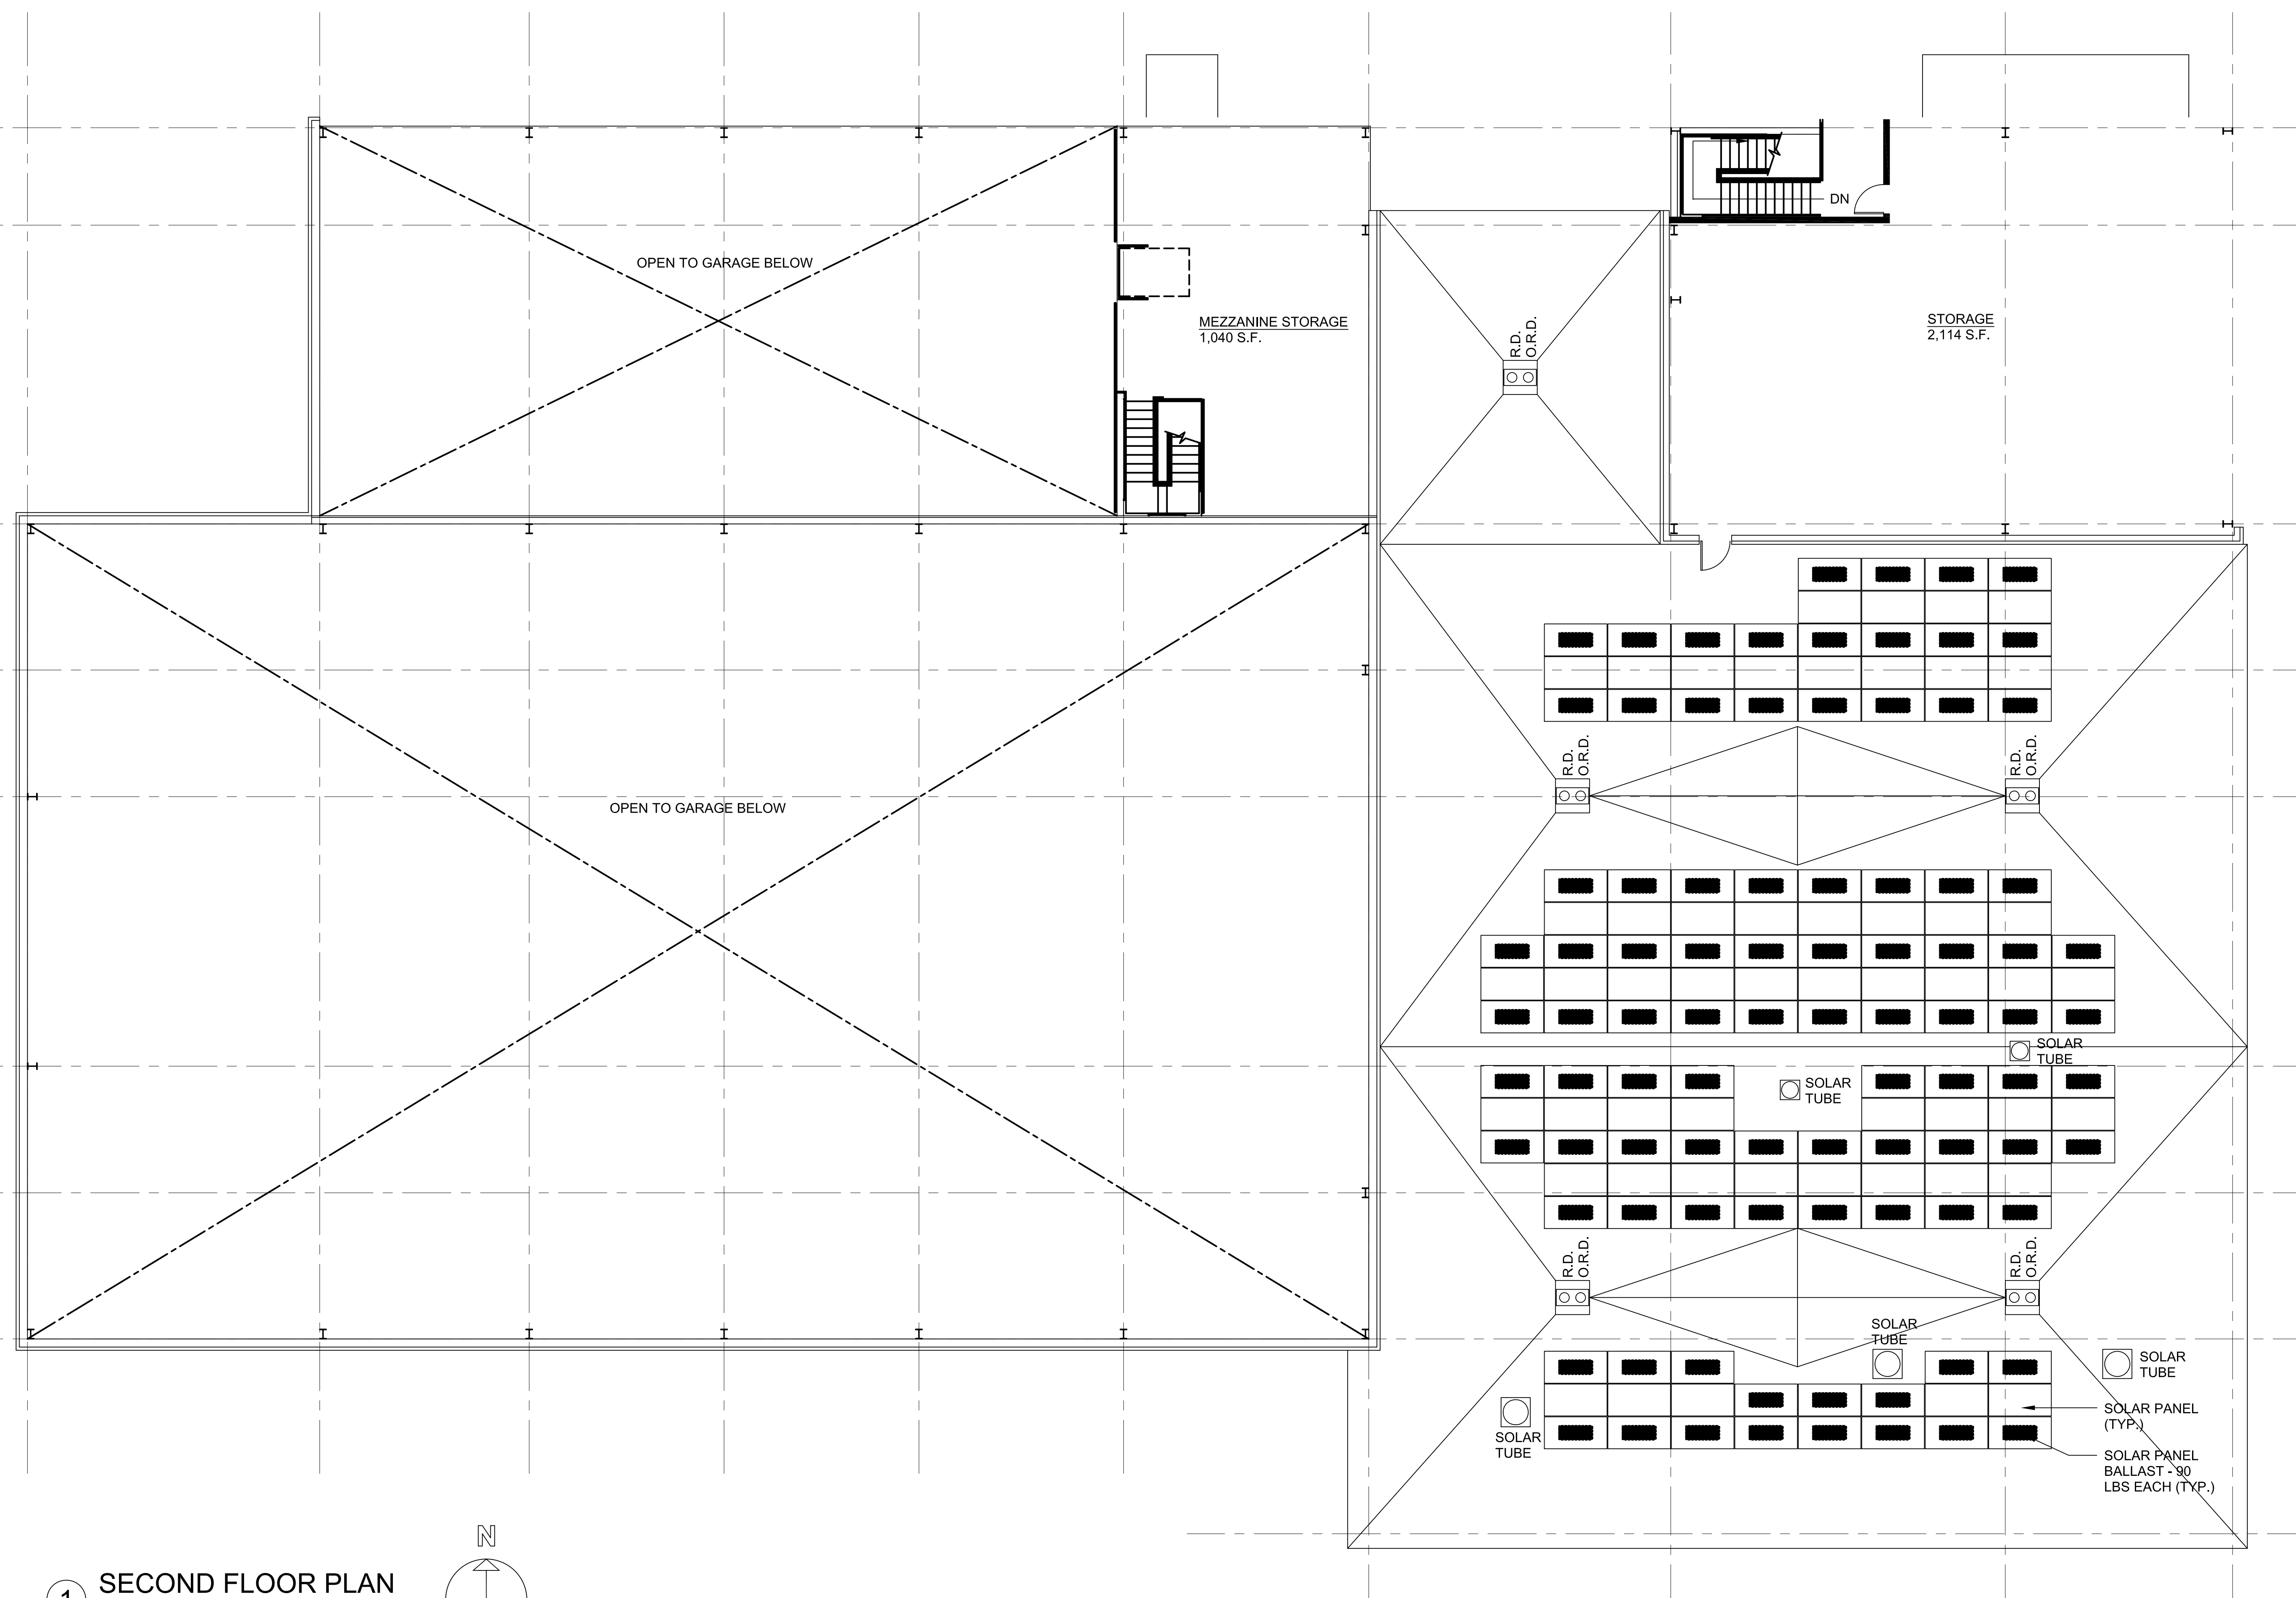 DN
OPEN TO GARAGE BELOW
MEZZANINE STORAGE
1,040 S.F.
R.D.
O.R.D.
STORAGE
2,114 S.F.
R.D.
O.R.D.
R.D.
O.R.D.
OPEN TO GARAGE BELOW
SOLAR
TUBE
SOLAR
TUBE
R.D.
O.R.D.
R.D.
O.R.D.
SOLAR
TUBE
SOLAR
TUBE
SOLAR
TUBE
SOLAR PANEL
(TYP.)
SOLAR PANEL
BALLAST - 90
LBS EACH (TYP.)
N
1 SECOND FLOOR PLAN